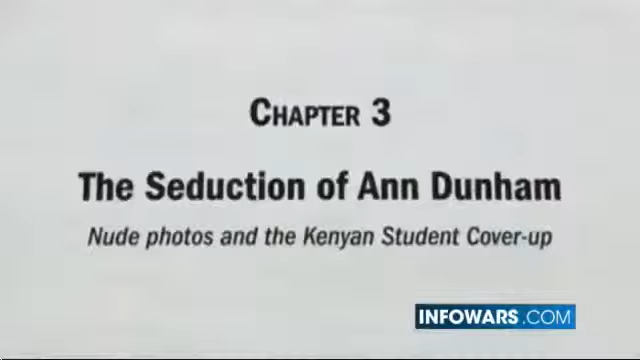 CHAPTER 3
The Seduction of Ann Dunham
Nude photos and the Kenyan Student Cover-up
INFOWARS.COM